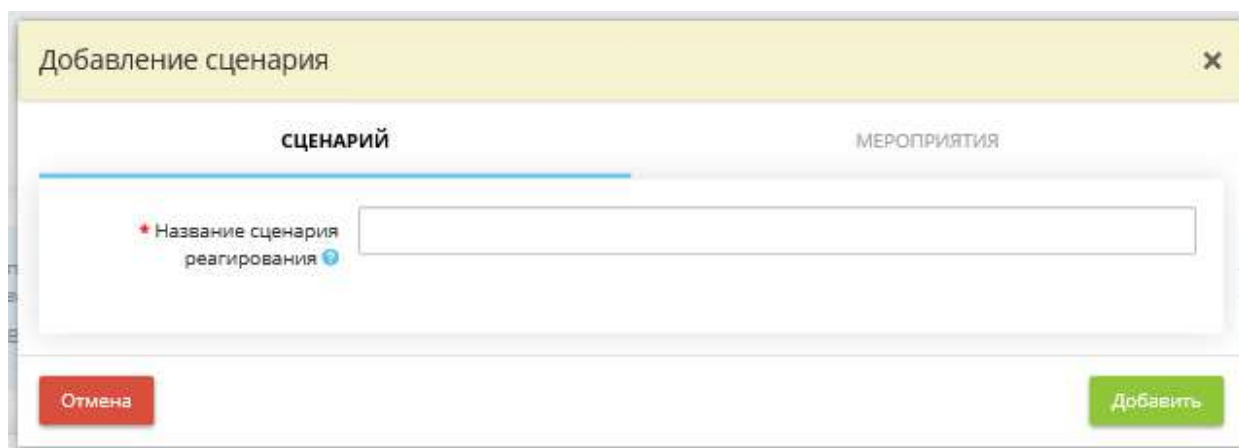 Добавление сценария
СЦЕНАРИЙ
МЕРОПРИЯТИЯ
* Название сценария
реагирования
Отмена
Добавить